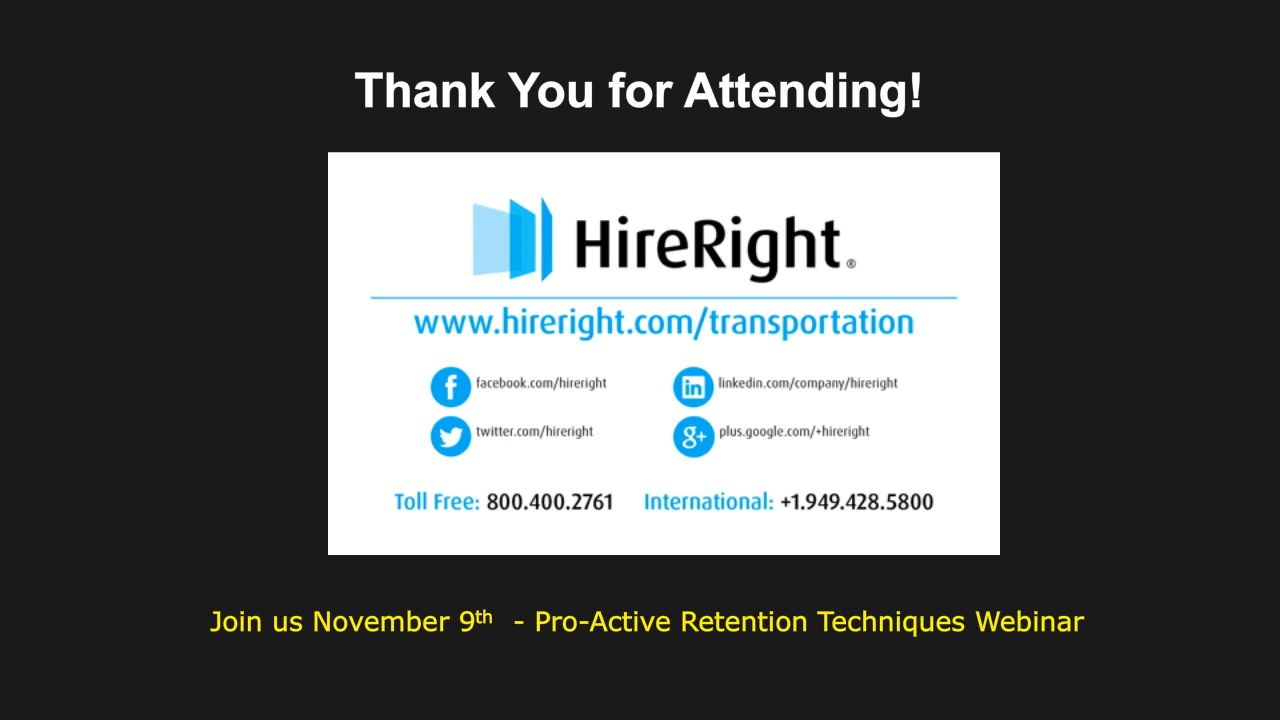 Thank You for Attending!
HireRight®
www.hireright.com/transportation
facebook.com/hireright
linkedin.com/company/hireright
twitter.com/hireright
plus.google.com/+hireright
Toll Free: 800.400.2761 International: +1.949.428.5800
Join us November 9th - Pro-Active Retention Techniques Webinar